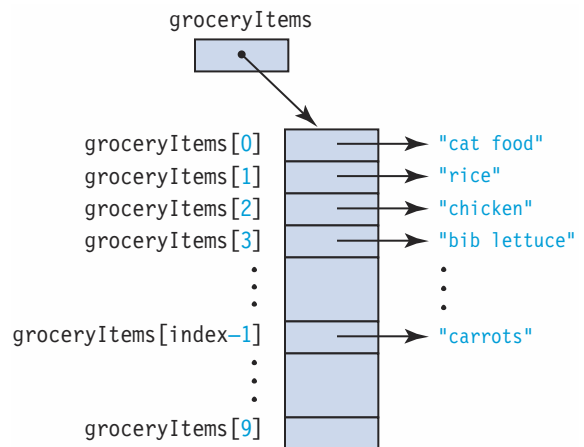 groceryItems
groceryItems[0] "cat food"
groceryItems[1] "rice"
groceryItems[2] "chicken"
groceryItems[3] "bib lettuce"
groceryItems[index–1] "carrots"
groceryItems[9]